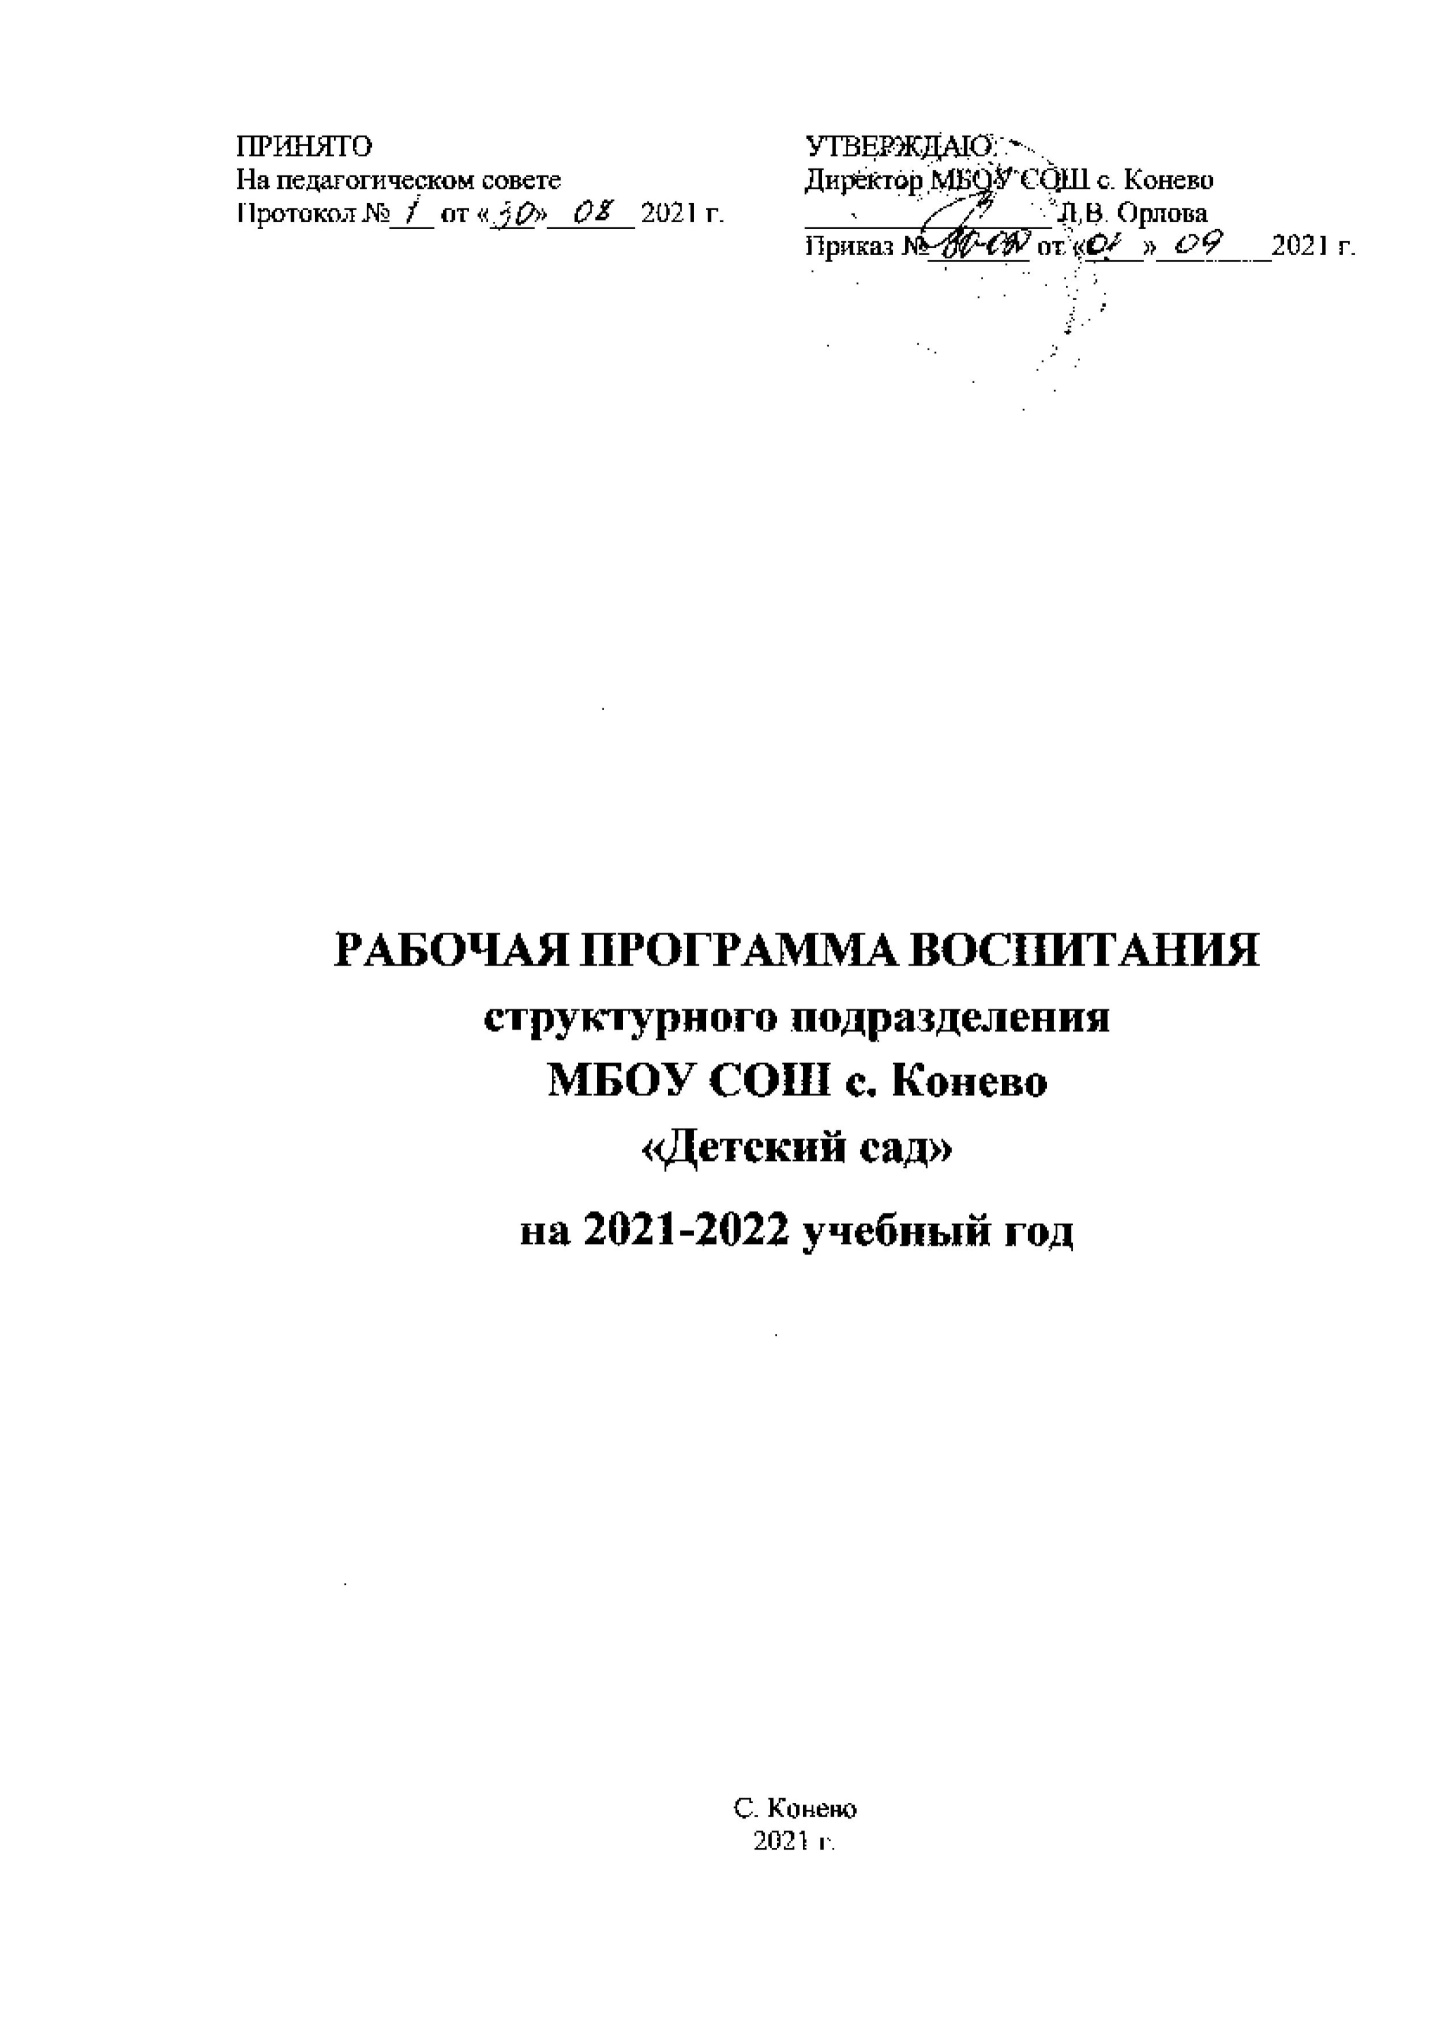 ПРИНЯТО
На педагогическом совете
Протокол № 1 от «30» 08 2021 г.
УТВЕРЖДАЮ:
Директор МБОУ СОШ с. Конево
Л.В. Орлова
Приказ № от «01» 09 2021 г.
РАБОЧАЯ ПРОГРАММА ВОСПИТАНИЯ
структурного подразделения
МБОУ СОШ с. Конево
«Детский сад»
на 2021-2022 учебный год
С. Конево
2021 г.